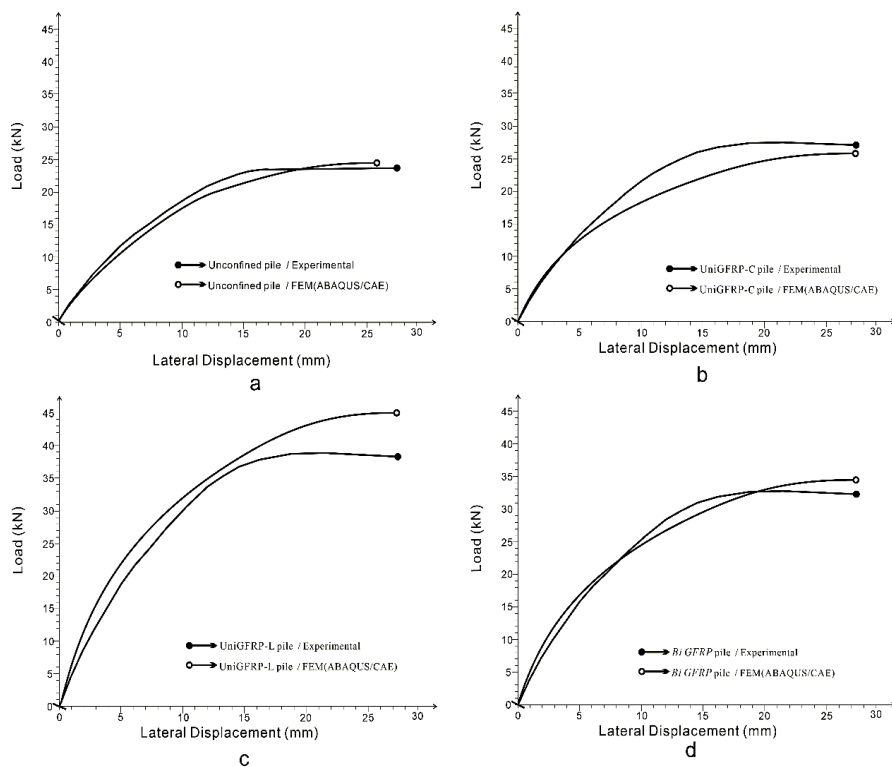 45
40
35
30
25
20
15
10
5
0
Load (kN)
Unconfined pile / Experimental
Unconfined pile / FEM(ABAQUS/CAE)
0 5 10 15 20 25 30
Lateral Displacement (mm)
a
45
40
35
30
25
20
15
10
5
0
Load (kN)
UniGFRP-C pile / Experimental
UniGFRP-C pile / FEM(ABAQUS/CAE)
0 5 10 15 20 25 30
Lateral Displacement (mm)
b
45
40
35
30
25
20
15
10
5
0
Load (kN)
UniGFRP-L pile / Experimental
UniGFRP-L pile / FEM(ABAQUS/CAE)
0 5 10 15 20 25 30
Lateral Displacement (mm)
c
45
40
35
30
25
20
15
10
5
0
Load (kN)
Bi GFRP pile / Experimental
Bi GFRP pile / FEM(ABAQUS/CAE)
0 5 10 15 20 25 30
Lateral Displacement (mm)
d